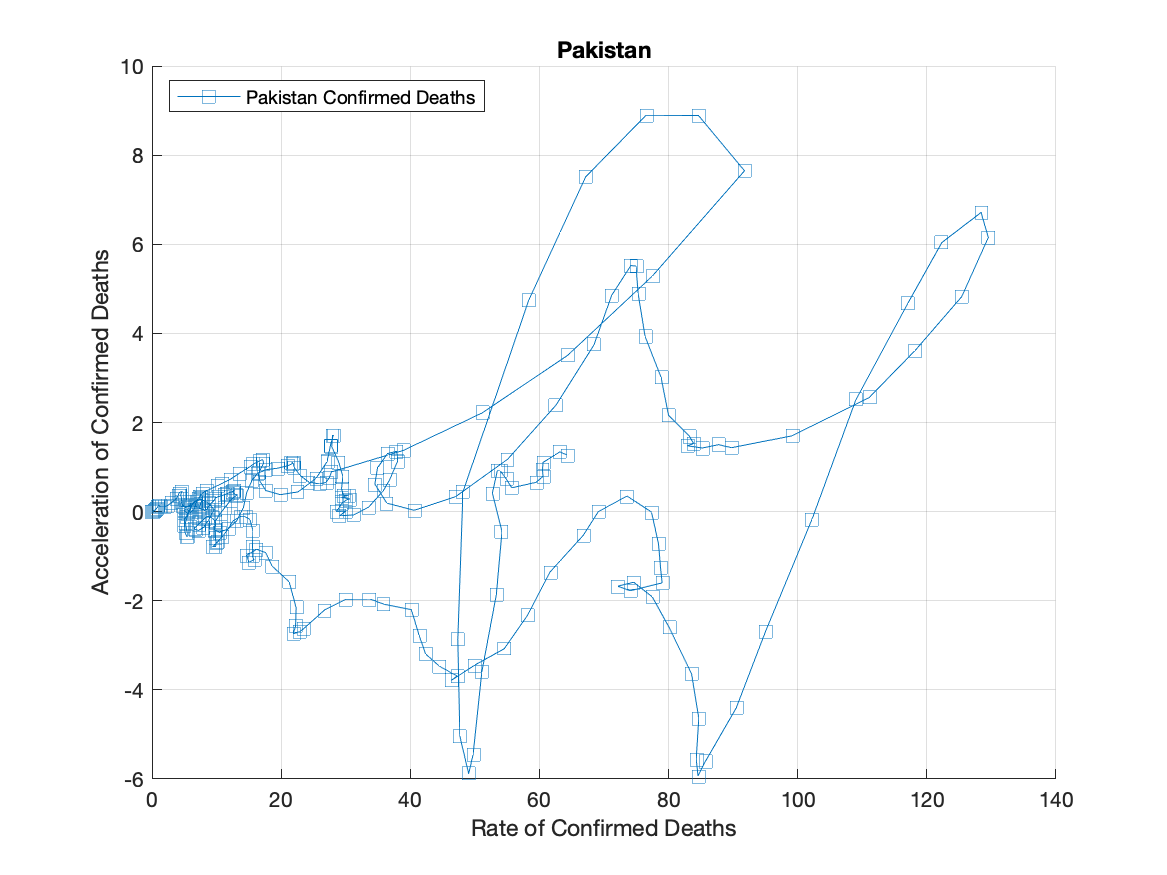 Pakistan
10
Pakistan Confirmed Deaths
8
6
4
2
0
-2
-4
-6
Acceleration of Confirmed Deaths
0 20 40 60 80 100 120 140
Rate of Confirmed Deaths